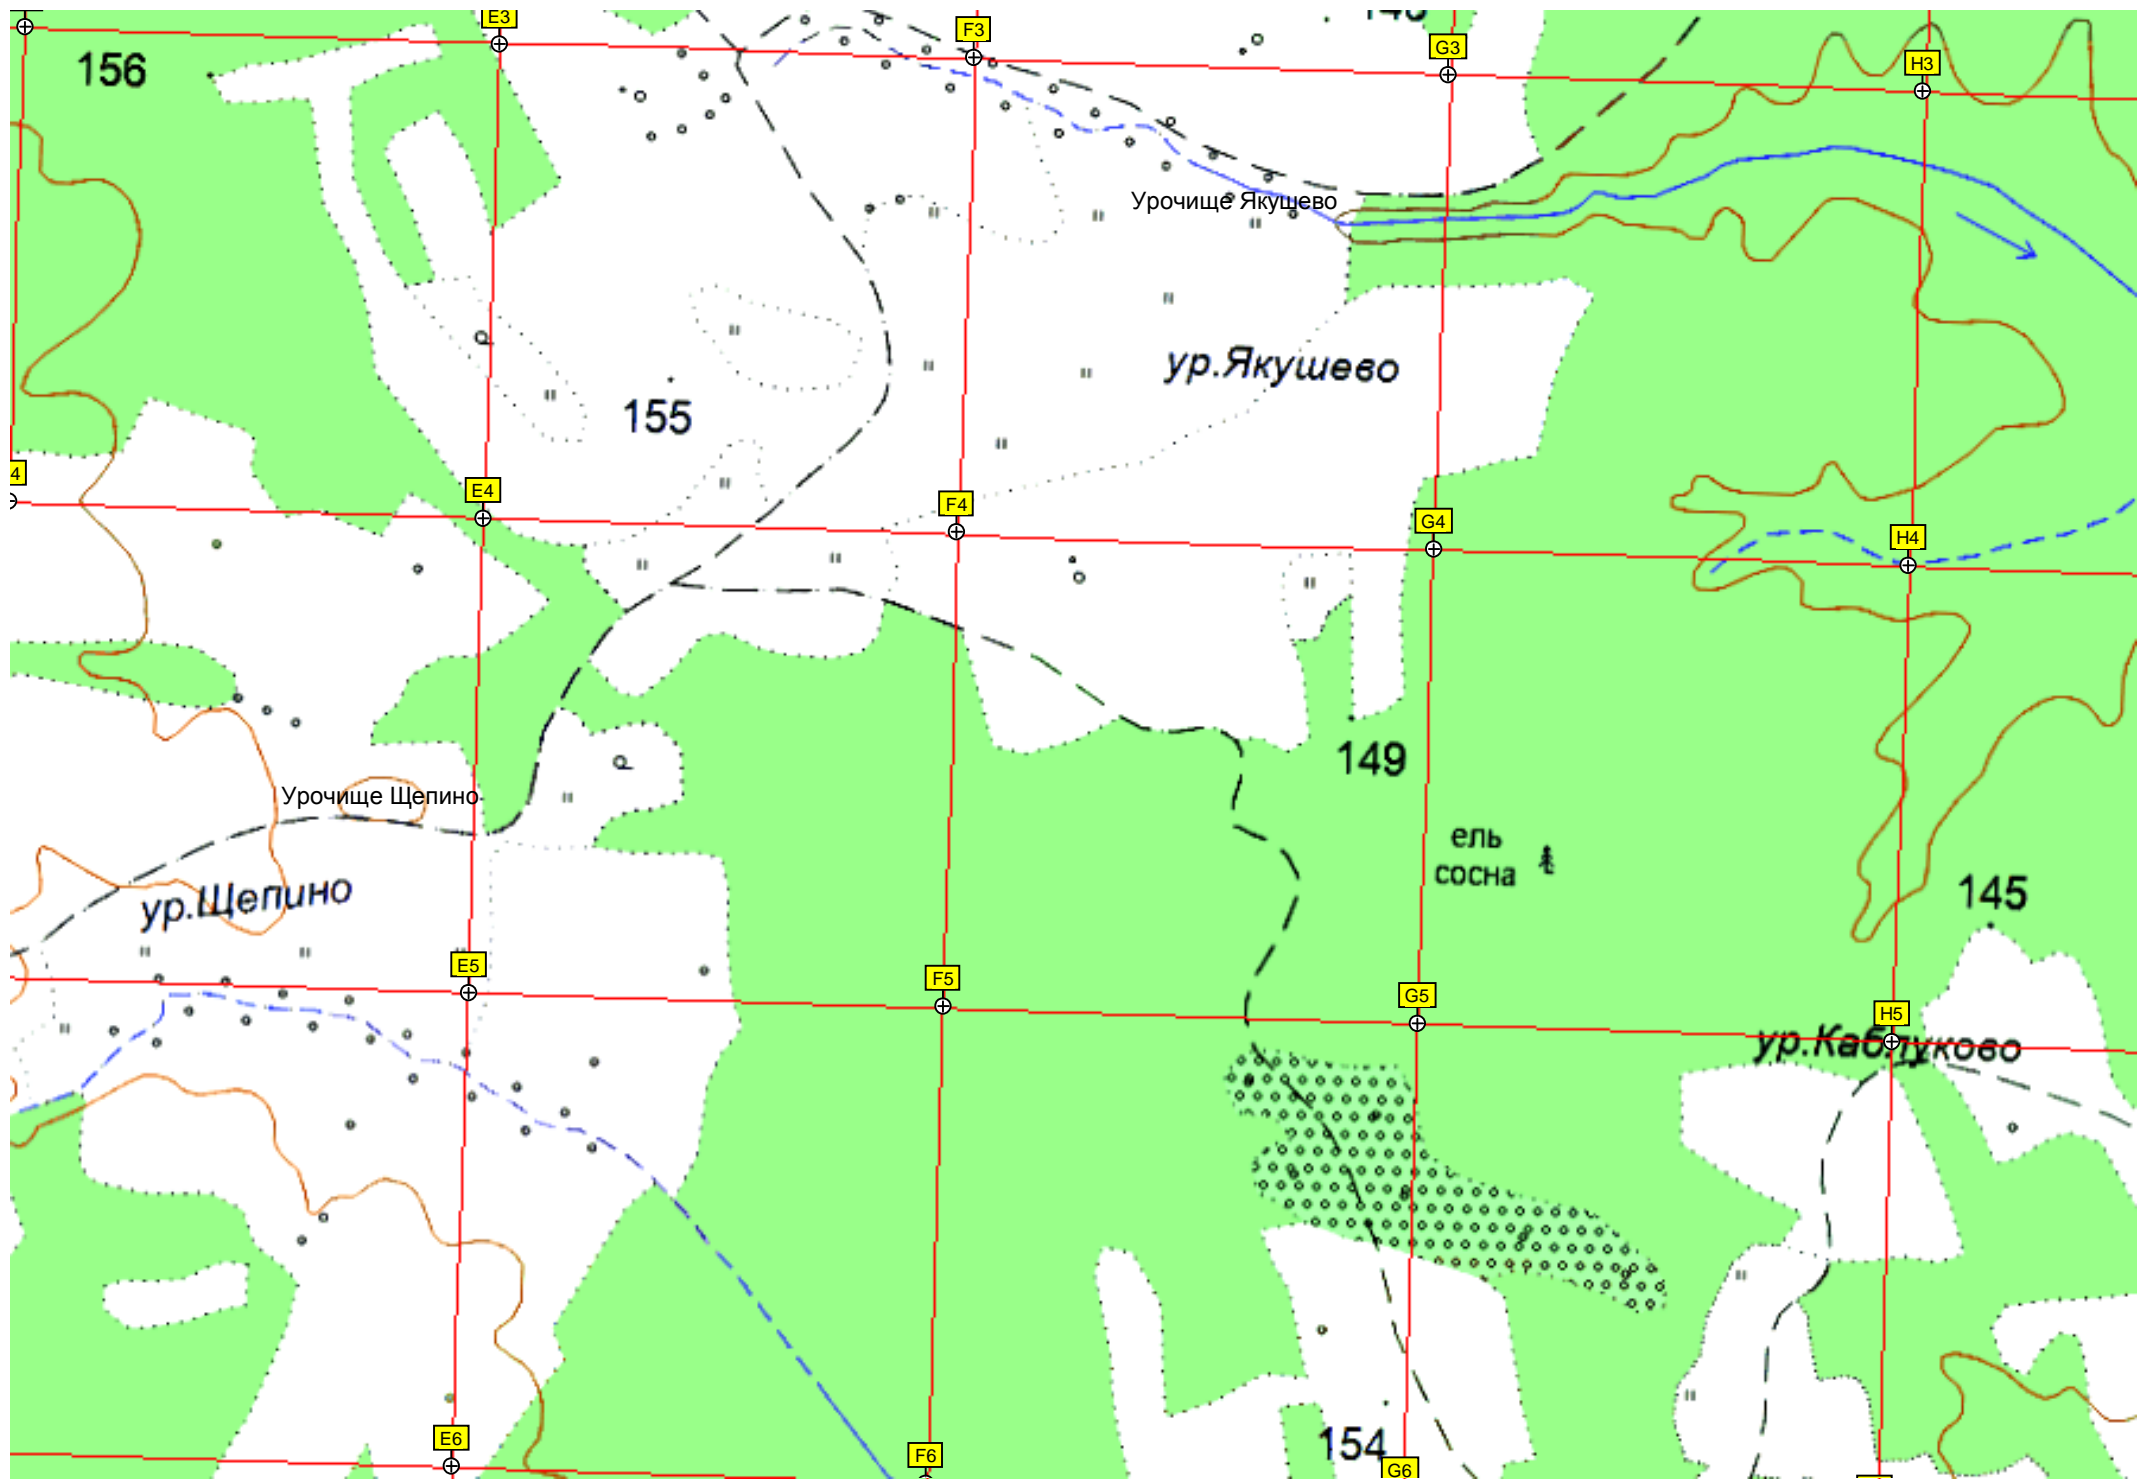 E3
F3
G3
H3
156
Урочище Якушево
ур.Якушево
155
4
E4
F4
G4
H4
149
Урочище Щепино
ель
сосна
ур.Щепино
145
E5
F5
G5
H5
ур.Каблуково
154
E6
F6
G6